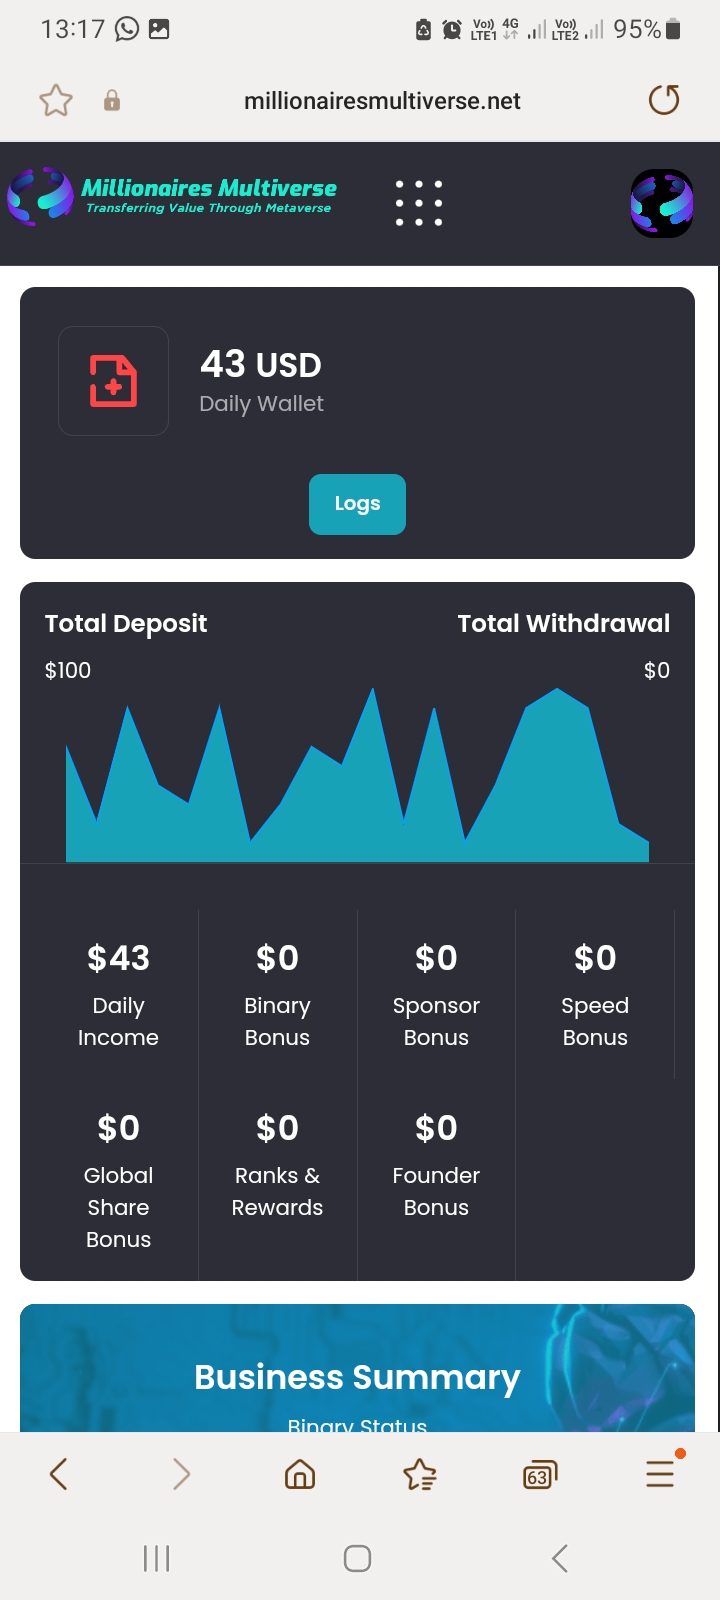 13:17
Vo)) LTE1 4G Vo)) LTE2 95%
millionairesmultiverse.net
Millionaires Multiverse
Transferring Value Through Metaverse
43 USD
Daily Wallet
Logs
Total Deposit Total Withdrawal
$100 $0
$43 $0 $0 $0
Daily Binary Sponsor Speed
Income Bonus Bonus Bonus
$0 $0 $0
Global Ranks & Founder
Share Rewards Bonus
Bonus
Business Summary
Binary Status
63